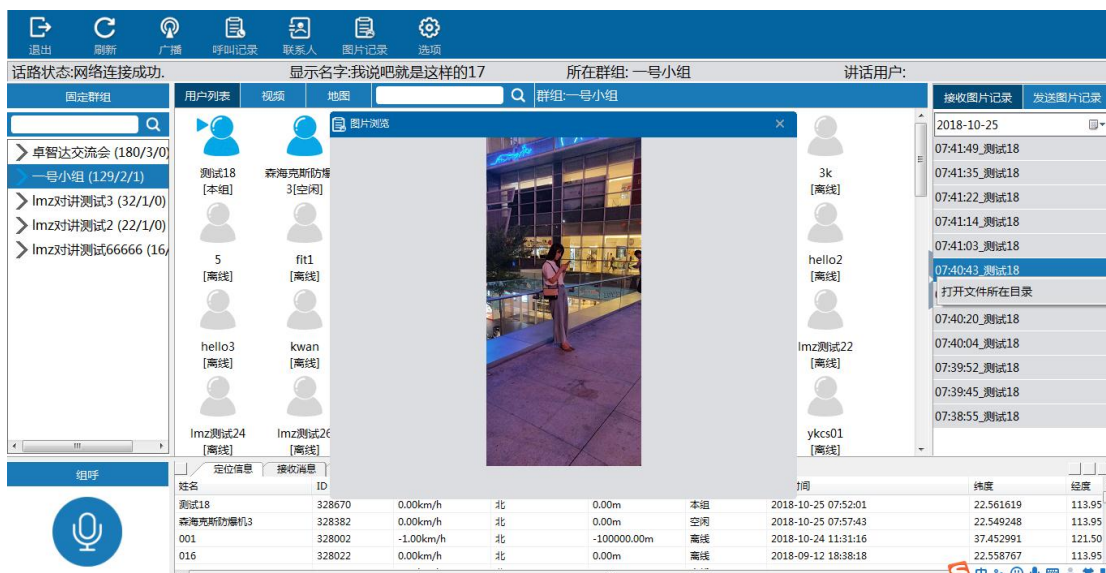 退出 刷新 广播 呼叫记录 联系人 图片记录 选项
话路状态:网络连接成功. 显示名字:我说吧就是这样的17 所在群组: 一号小组 讲话用户:
固定群组 用户列表 视频 地图 群组:一号小组 接收图片记录 发送图片记录
图片浏览
2018-10-25
卓智达交流会 (180/3/0)
一号小组 (129/2/1)
lmz对讲测试3 (32/1/0)
lmz对讲测试2 (22/1/0)
lmz对讲测试66666 (16/
测试18
[本组]
森海克斯防爆
3[空闲]
3k
[离线]
5
[离线]
fit1
[离线]
hello2
[离线]
hello3
[离线]
kwan
[离线]
lmz测试22
[离线]
lmz测试24
[离线]
lmz测试26
[离线]
ykcs01
[离线]
07:41:49_测试18
07:41:35_测试18
07:41:22_测试18
07:41:14_测试18
07:41:03_测试18
07:40:43_测试18
打开文件所在目录
07:40:20_测试18
07:40:04_测试18
07:39:52_测试18
07:39:45_测试18
07:38:55_测试18
组呼
定位信息 接收消息
姓名 ID 时间 纬度 经度
测试18 328670 0.00km/h 北 0.00m 本组 2018-10-25 07:52:01 22.561619 113.95
森海克斯防爆机3 328382 0.00km/h 北 0.00m 空闲 2018-10-25 07:57:43 22.549248 113.95
001 328002 -1.00km/h 北 -100000.00m 离线 2018-10-24 11:31:16 37.452991 121.50
016 328022 0.00km/h 北 0.00m 离线 2018-09-12 18:38:18 22.558767 113.95
中